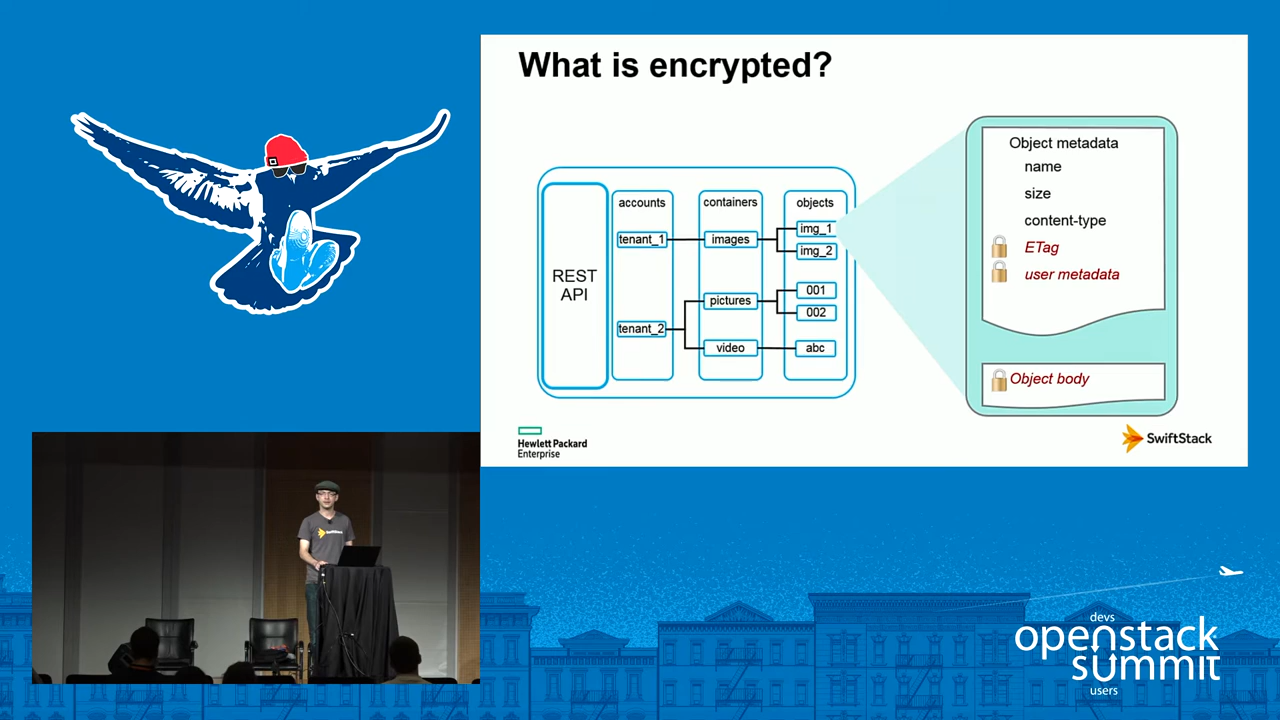 What is encrypted?
REST
API
accounts
tenant_1
tenant_2
containers
images
pictures
video
objects
img_1
img_2
001
002
abc
Object metadata
name
size
content-type
ETag
user metadata
Object body
Hewlett Packard
Enterprise
SwiftStack
SwiftStack
devs
openstack
summit
users